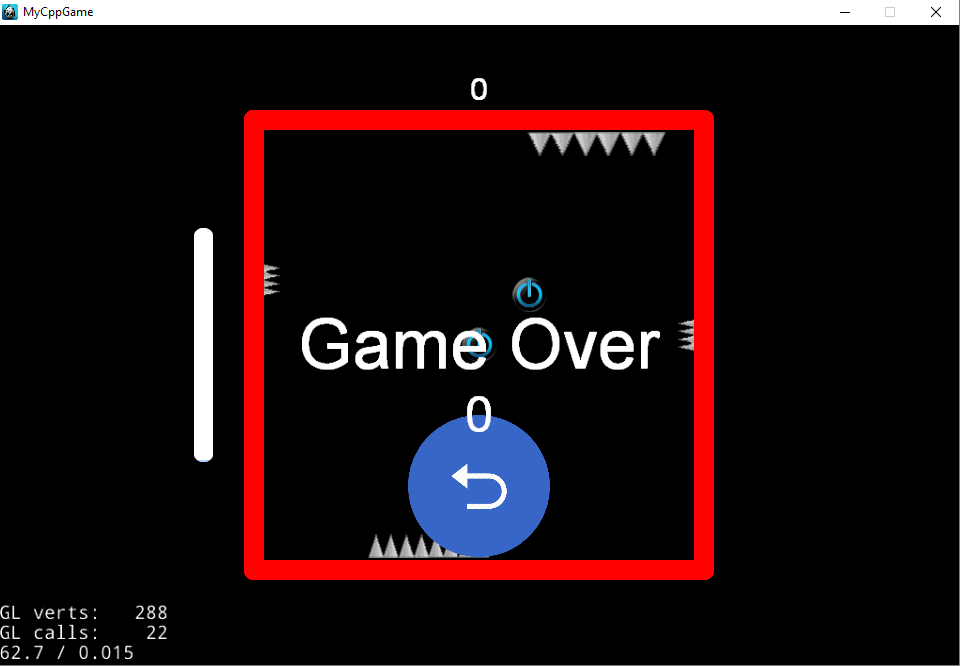 MyCppGame
0
Game Over
0
GL verts: 288
GL calls: 22
62.7 / 0.015